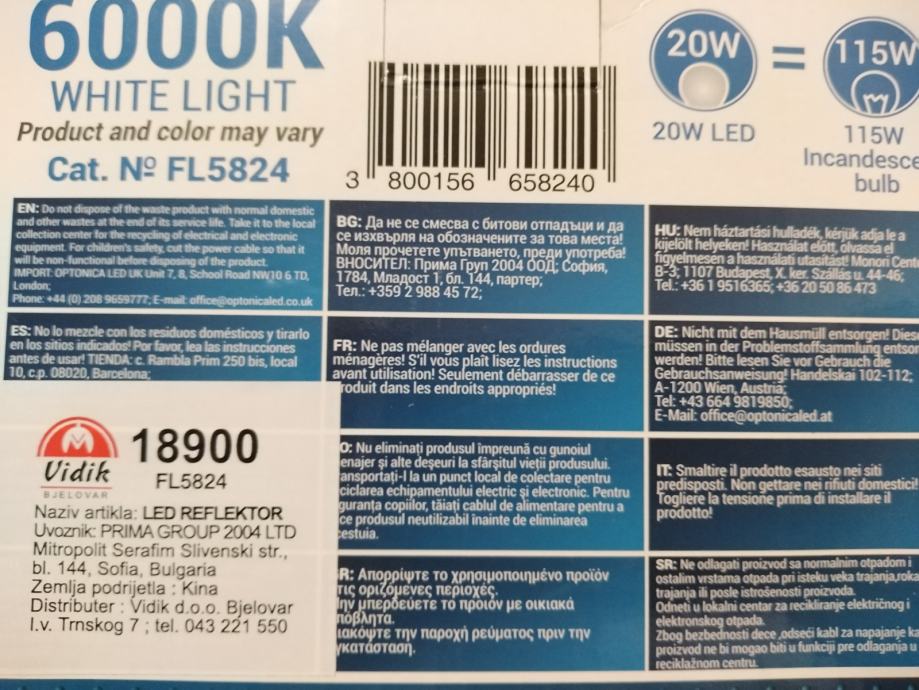 6000K
WHITE LIGHT
Product and color may vary
Cat. Nº FL5824
3 800156 658240
20W
=
115W
20W LED
115W
Incandesce
bulb
EN: Do not dispose of the waste product with normal domestic
and other wastes at the end of its service life. Take it to the local
collection center for the recycling of electrical and electronic
equipment. For children's safety, cut the power cable so that it
will be non-functional before disposing of the product.
IMPORT: OPTONICA LED UK Unit 7, 8, School Road NW10 6 TD,
London;
Phone: +44 (0) 208 9659777; E-mail: office@optonicaled.co.uk
BG: Да не се смесва с битови отпадъци и да
се изхвърля на обозначените за това места!
Моля прочетете упътването, преди употреба!
ВНОСИТЕЛ: Прима Груп 2004 ООД; София,
1784, Младост 1, бл. 144, партер;
Тел.: +359 2 988 45 72;
HU: Nem háztartási hulladék, kérjük adja le a
kijelölt helyeken! Használat előtt, olvassa el
figyelmesen a használati utasítást! Monori Cent
B-3; 1107 Budapest, X. ker. Szállás u. 44-46;
Tel.: +36 1 9516365; +36 20 50 86 473
ES: No lo mezcle con los residuos domésticos y tirarlo
en los sitios indicados! Por favor, lea las instrucciones
antes de usar! TIENDA: c. Rambla Prim 250 bis, local
10, c.p. 08020, Barcelona;
FR: Ne pas mélanger avec les ordures
ménagères! S'il vous plaît lisez les instructions
avant utilisation! Seulement débarrasser de ce
roduit dans les endroits appropriés!
DE: Nicht mit dem Hausmüll entsorgen! Dies
müssen in der Problemstoffsammlung entsor
werden! Bitte lesen Sie vor Gebrauch die
Gebrauchsanweisung! Handelskai 102-112;
A-1200 Wien, Austria;
Tel: +43 664 9819850;
E-Mail: office@optonicaled.at
Vidik
BJELOVAR
18900
FL5824
Naziv artikla: LED REFLEKTOR
Uvoznik: PRIMA GROUP 2004 LTD
Mitropolit Serafim Slivenski str.,
bl. 144, Sofia, Bulgaria
Zemlja podrijetla : Kina
Distributer : Vidik d.o.o. Bjelovar
I.v. Trnskog 7 ; tel. 043 221 550
O: Nu eliminați produsul împreună cu gunoiul
enajer și alte deșeuri la sfârșitul vieții produsului.
ansportați-l la un punct local de colectare pentru
ciclarea echipamentului electric și electronic. Pentru
guranța copiilor, tăiați cablul de alimentare pentru a
ce produsul neutilizabil înainte de eliminarea
cestuia.
IT: Smaltire il prodotto esausto nei siti
predisposti. Non gettare nei rifiuti domestici!
Togliere la tensione prima di installare il
prodotto!
R: Απορρίψτε το χρησιμοποιημένο προϊόν
τις οριζόμενες περιοχές.
ην μπερδεύετε το προϊόν με οικιακά
πόβλητα.
ιακόψτε την παροχή ρεύματος πριν την
γκατάσταση.
SR: Ne odlagati proizvod sa normalnim otpadom i
ostalim vrstama otpada pri isteku veka trajanja,roka
trajanja ili posle istrošenosti proizvoda.
Odneti u lokalni centar za recikliranje električnog i
elektronskog otpada.
Zbog bezbednosti dece ,odseći kabl za napajanje ka
proizvod ne bi mogao biti u funkciji pre odlaganja u
reciklažnom centru.